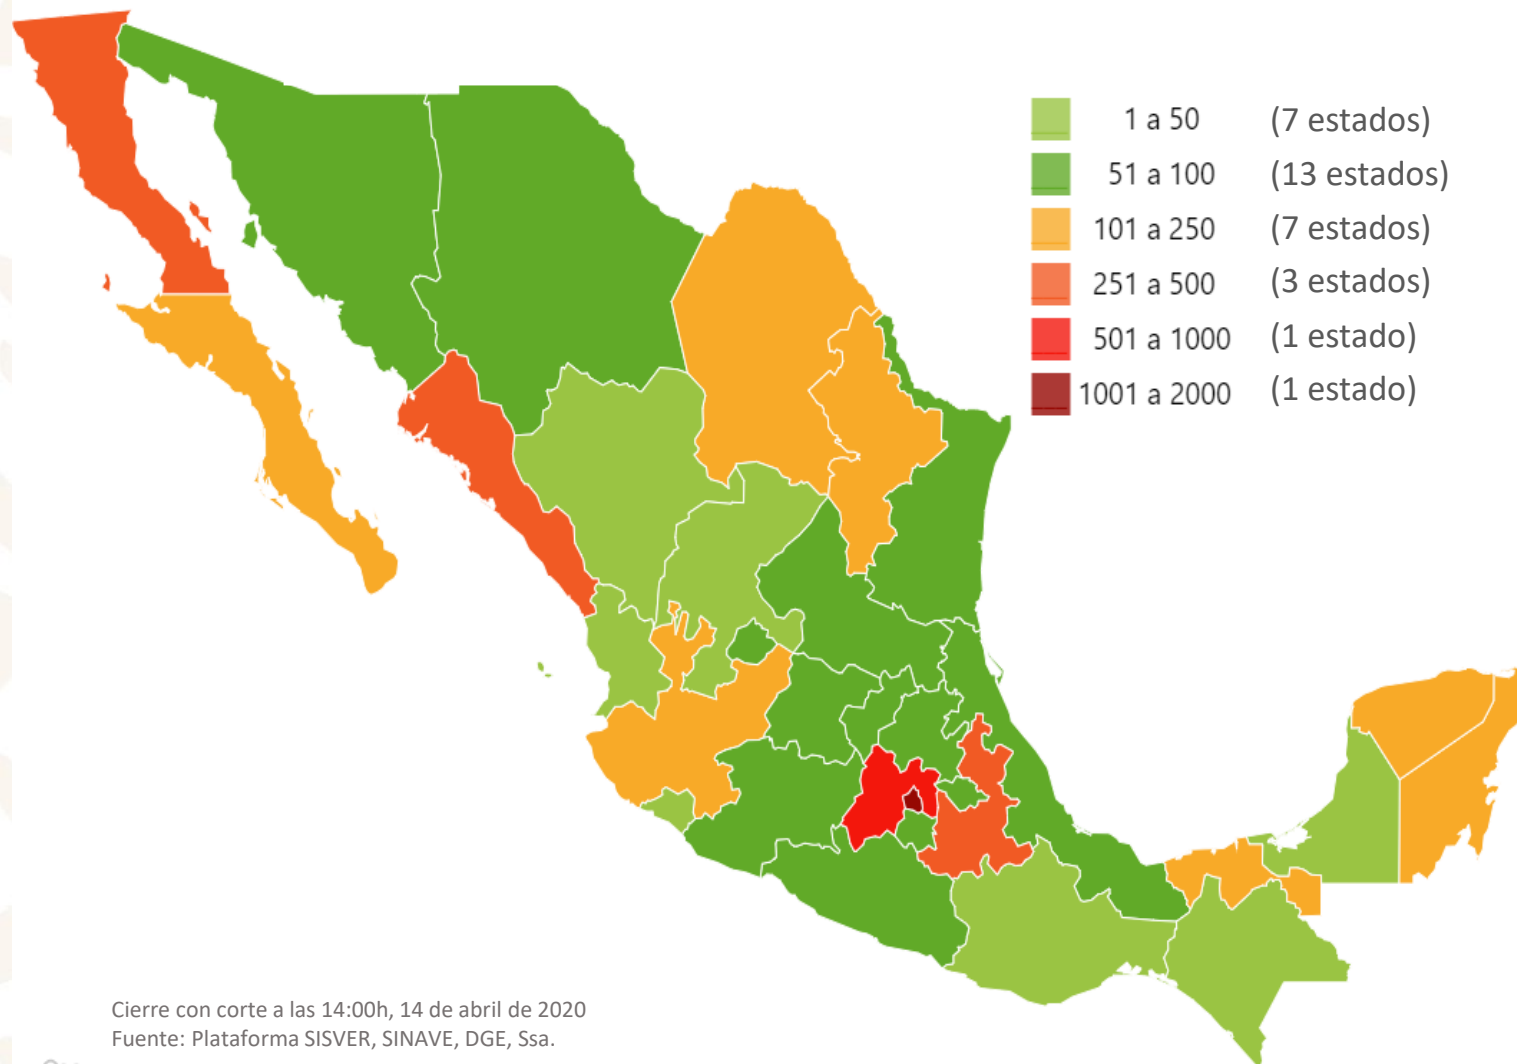 1 a 50 (7 estados)
51 a 100 (13 estados)
101 a 250 (7 estados)
251 a 500 (3 estados)
501 a 1000 (1 estado)
1001 a 2000 (1 estado)
Cierre con corte a las 14:00h, 14 de abril de 2020
Fuente: Plataforma SISVER, SINAVE, DGE, Ssa.